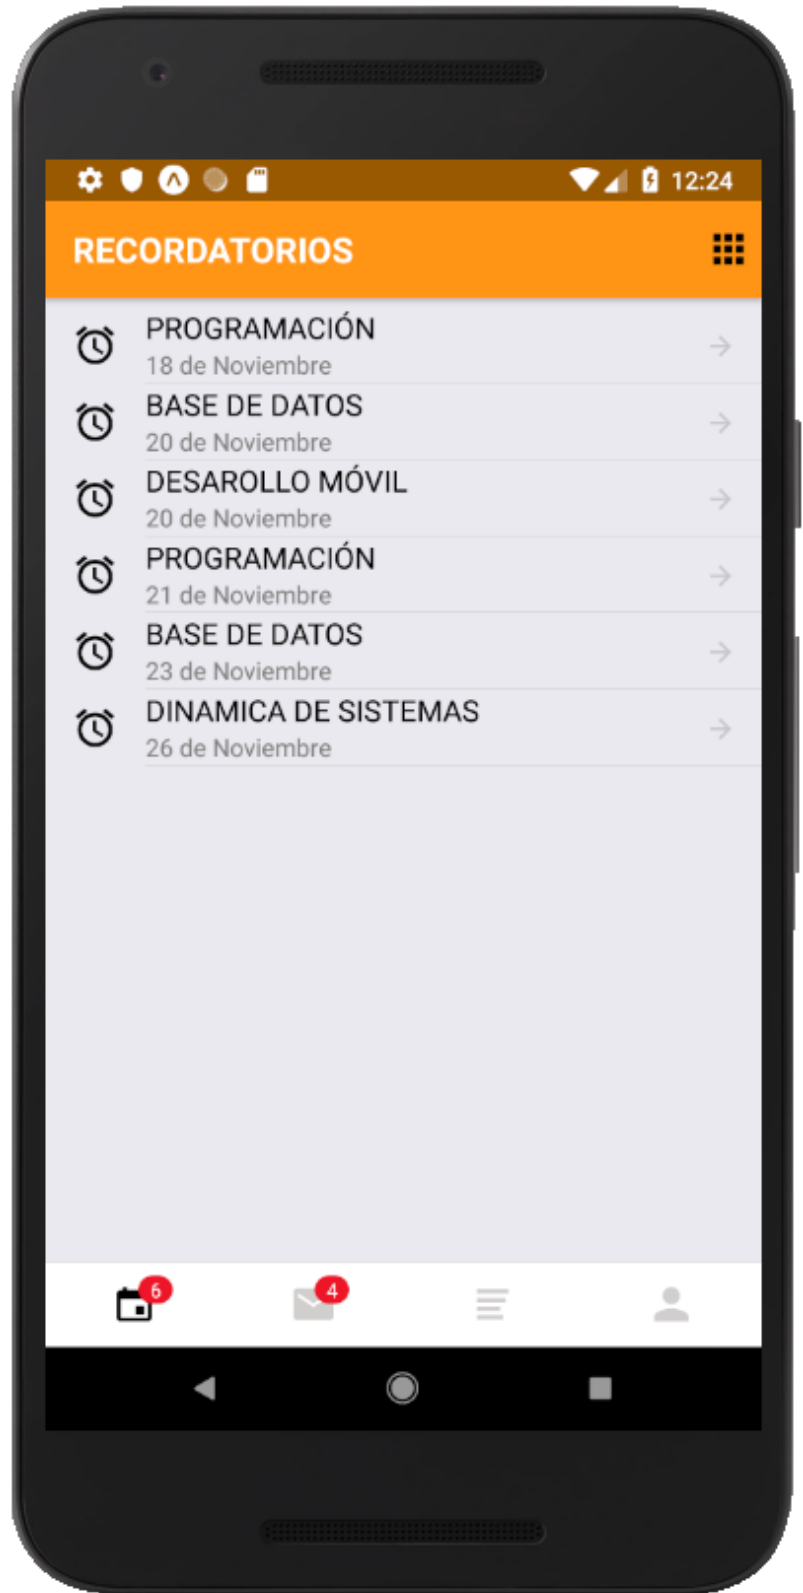 12:24
RECORDATORIOS
PROGRAMACIÓN
18 de Noviembre
BASE DE DATOS
20 de Noviembre
DESAROLLO MÓVIL
20 de Noviembre
PROGRAMACIÓN
21 de Noviembre
BASE DE DATOS
23 de Noviembre
DINAMICA DE SISTEMAS
26 de Noviembre
6
4